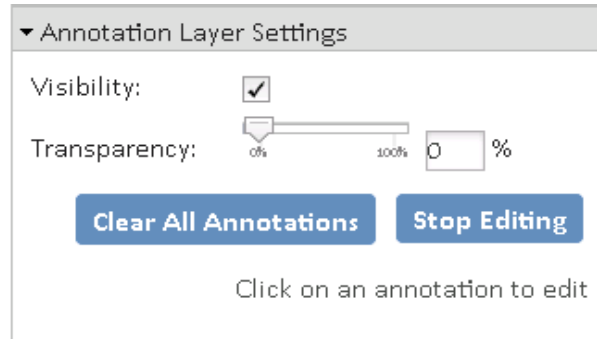 Annotation Layer Settings
Visibility:
Transparency: 0% 100% 0 %
Clear All Annotations Stop Editing
Click on an annotation to edit